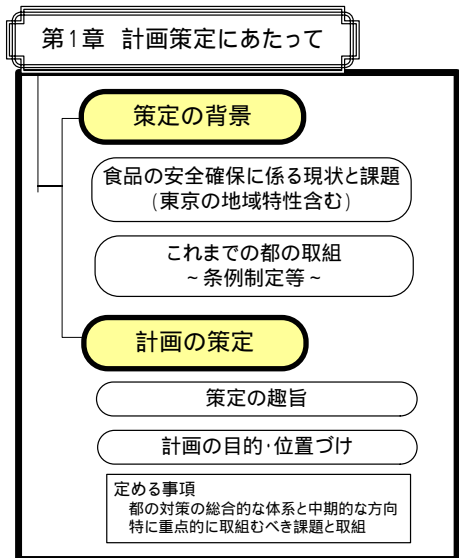 第1章 計画策定にあたって
策定の背景
食品の安全確保に係る現状と課題
(東京の地域特性含む)
これまでの都の取組
~条例制定等~
計画の策定
策定の趣旨
計画の目的・位置づけ
定める事項
都の対策の総合的な体系と中期的な方向
特に重点的に取組むべき課題と取組